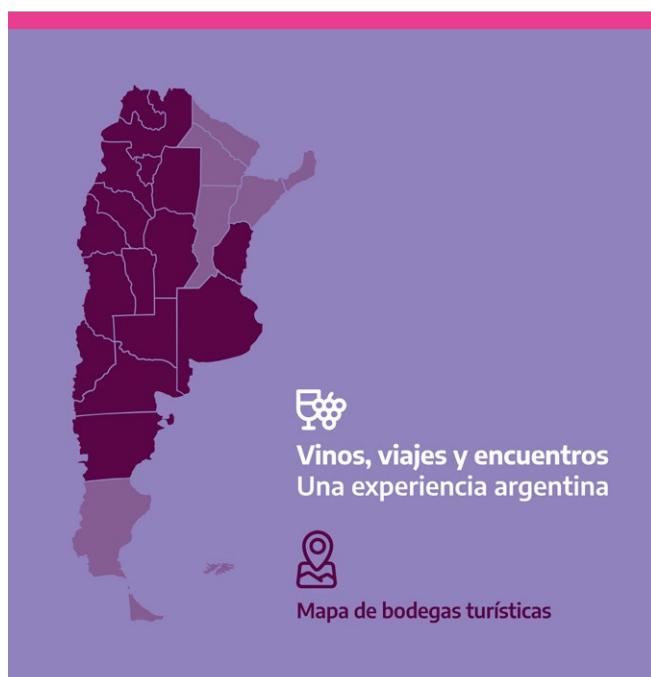 Vinos, viajes y encuentros
Una experiencia argentina
Mapa de bodegas turísticas